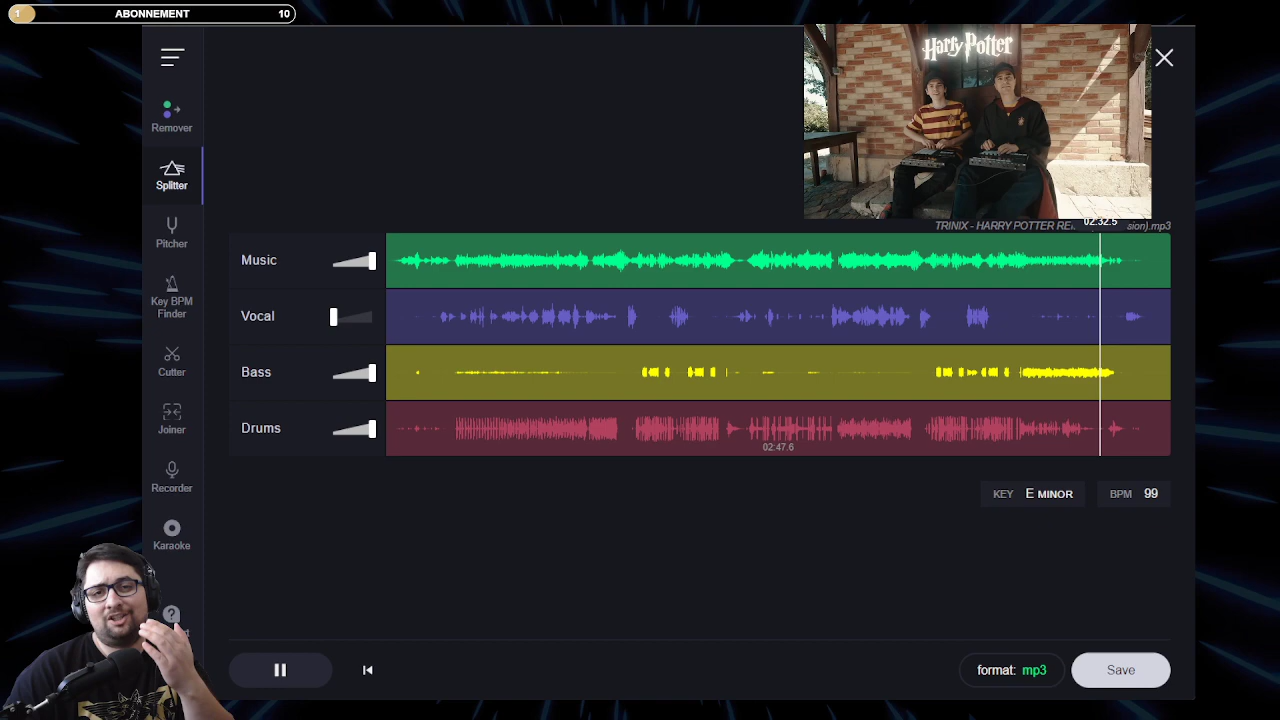 1 ABONNEMENT 10
Harry Potter
Remover
Splitter
Pitcher
Key BPM
Finder
Cutter
Joiner
Recorder
Karaoke
02:32.5
TRINIX - HARRY POTTER RE sion).mp3
Music
Vocal
Bass
Drums
02:47.6
KEY E MINOR BPM 99
format: mp3 Save